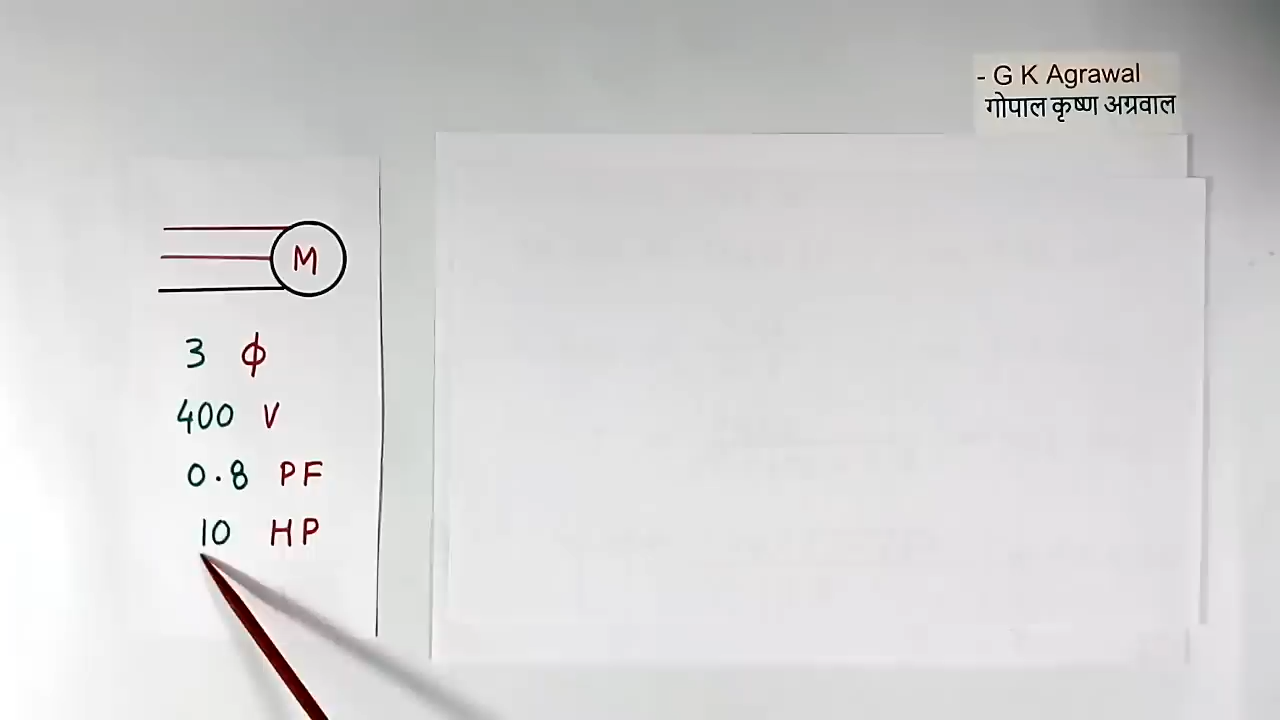 - G K Agrawal
गोपाल कृष्ण अग्रवाल
M
3 ϕ
400 V
0.8 PF
10 HP